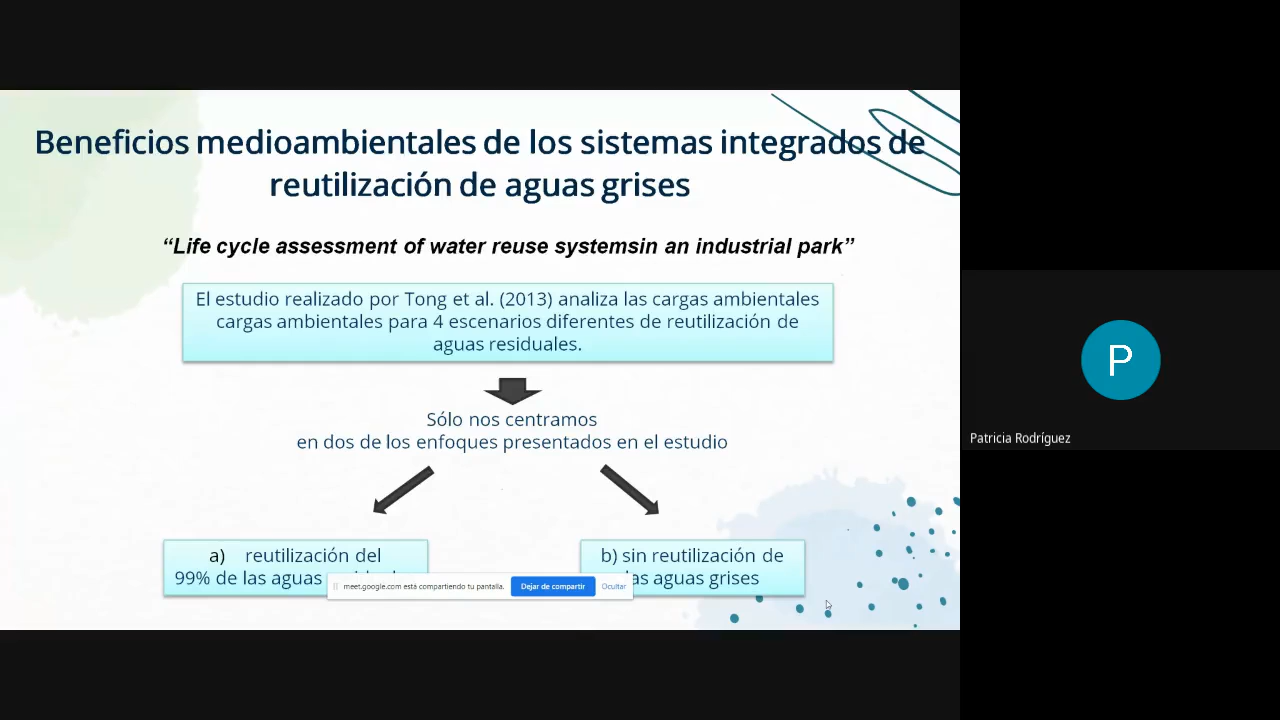 Beneficios medioambientales de los sistemas integrados de
reutilización de aguas grises
“Life cycle assessment of water reuse systemsin an industrial park”
El estudio realizado por Tong et al. (2013) analiza las cargas ambientales
cargas ambientales para 4 escenarios diferentes de reutilización de
aguas residuales.
Sólo nos centramos
en dos de los enfoques presentados en el estudio
a) reutilización del
99% de las aguas
b) sin reutilización de
las aguas grises
meet.google.com está compartiendo tu pantalla.
Dejar de compartir
Ocultar
P
Patricia Rodríguez